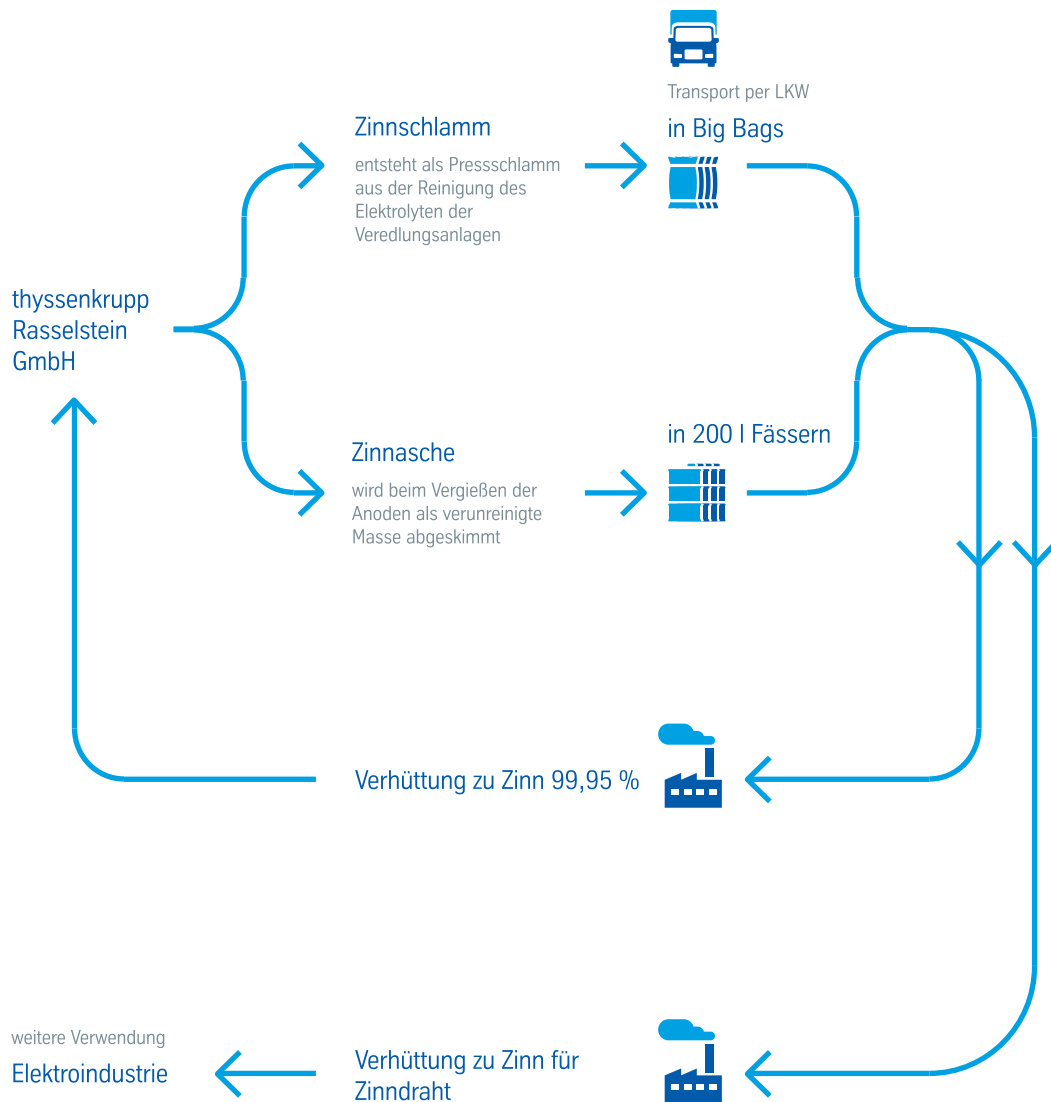 Transport per LKW
in Big Bags
Zinnschlamm
entsteht als Pressschlamm
aus der Reinigung des
Elektrolyten der
Veredlungsanlagen
thyssenkrupp
Rasselstein
GmbH
in 200 l Fässern
Zinnasche
wird beim Vergießen der
Anoden als verunreinigte
Masse abgeskimmt
Verhüttung zu Zinn 99,95 %
weitere Verwendung
Elektroindustrie
Verhüttung zu Zinn für
Zinndraht